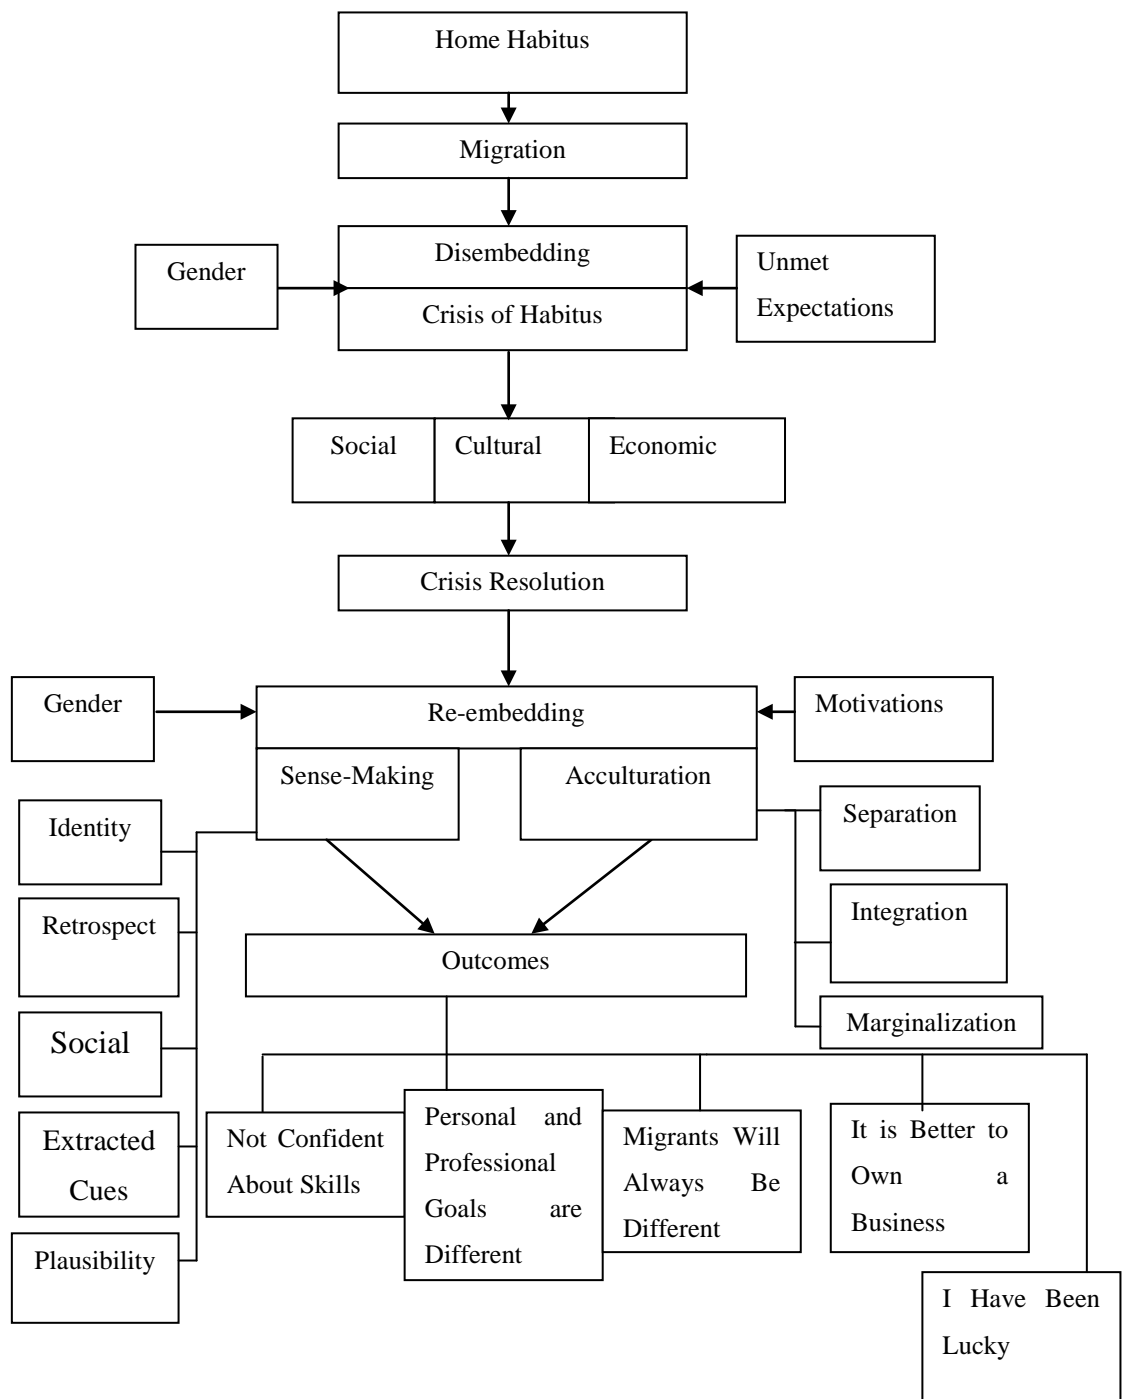 Home Habitus
Migration
Disembedding
Gender
Unmet
Expectations
Crisis of Habitus
Social
Cultural
Economic
Crisis Resolution
Gender
Re-embedding
Motivations
Sense-Making
Acculturation
Identity
Separation
Retrospect
Integration
Outcomes
Social
Marginalization
Extracted
Cues
Plausibility
Not Confident
About Skills
Personal and
Professional
Goals are
Different
Migrants Will
Always Be
Different
It is Better to
Own a
Business
I Have Been
Lucky